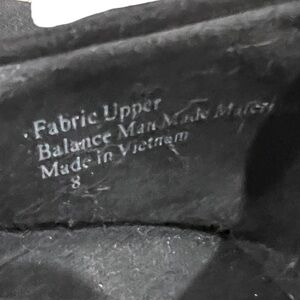 Fabric Upper
Balance Man Made Materi
Made in Vietnam
8